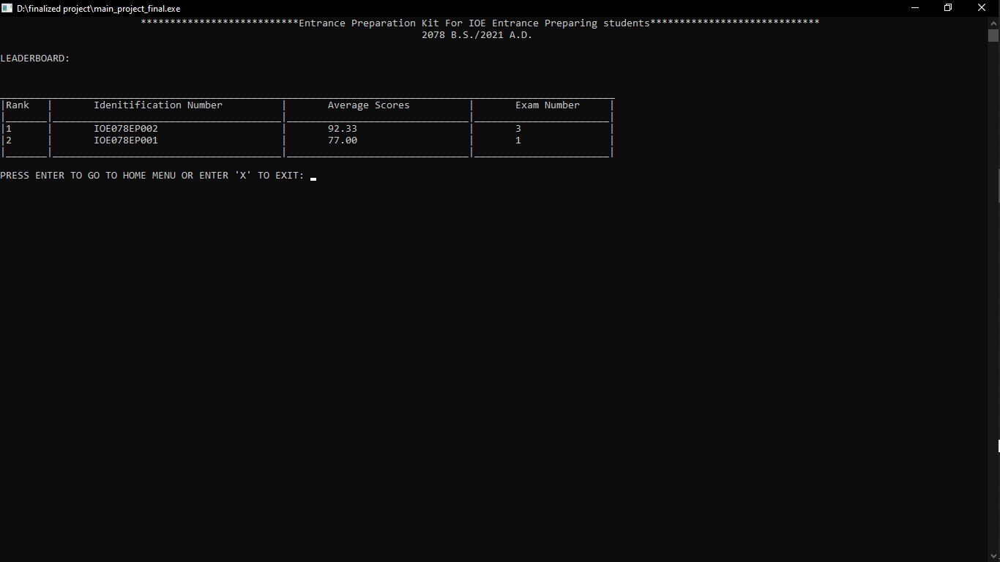 D:\finalized project\main_project_final.exe
***************************Entrance Preparation Kit For IOE Entrance Preparing students*****************************
2078 B.S./2021 A.D.
LEADERBOARD:
|Rank | Idenitification Number | Average Scores | Exam Number |
|1 | IOE078EP002 | 92.33 | 3 |
|2 | IOE078EP001 | 77.00 | 1 |
PRESS ENTER TO GO TO HOME MENU OR ENTER 'X' TO EXIT: